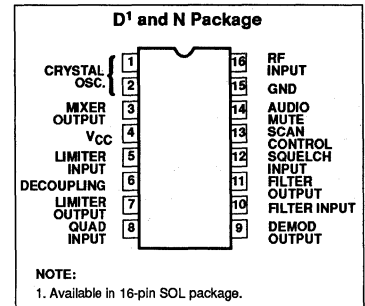 D¹ and N Package
CRYSTAL
OSC.
MIXER
OUTPUT
VCC
LIMITER
INPUT
DECOUPLING
LIMITER
OUTPUT
QUAD
INPUT
1
2
3
4
5
6
7
8
16
15
14
13
12
11
10
9
RF
INPUT
GND
AUDIO
MUTE
SCAN
CONTROL
SQUELCH
INPUT
FILTER
OUTPUT
FILTER INPUT
DEMOD
OUTPUT
NOTE:
1. Available in 16-pin SOL package.